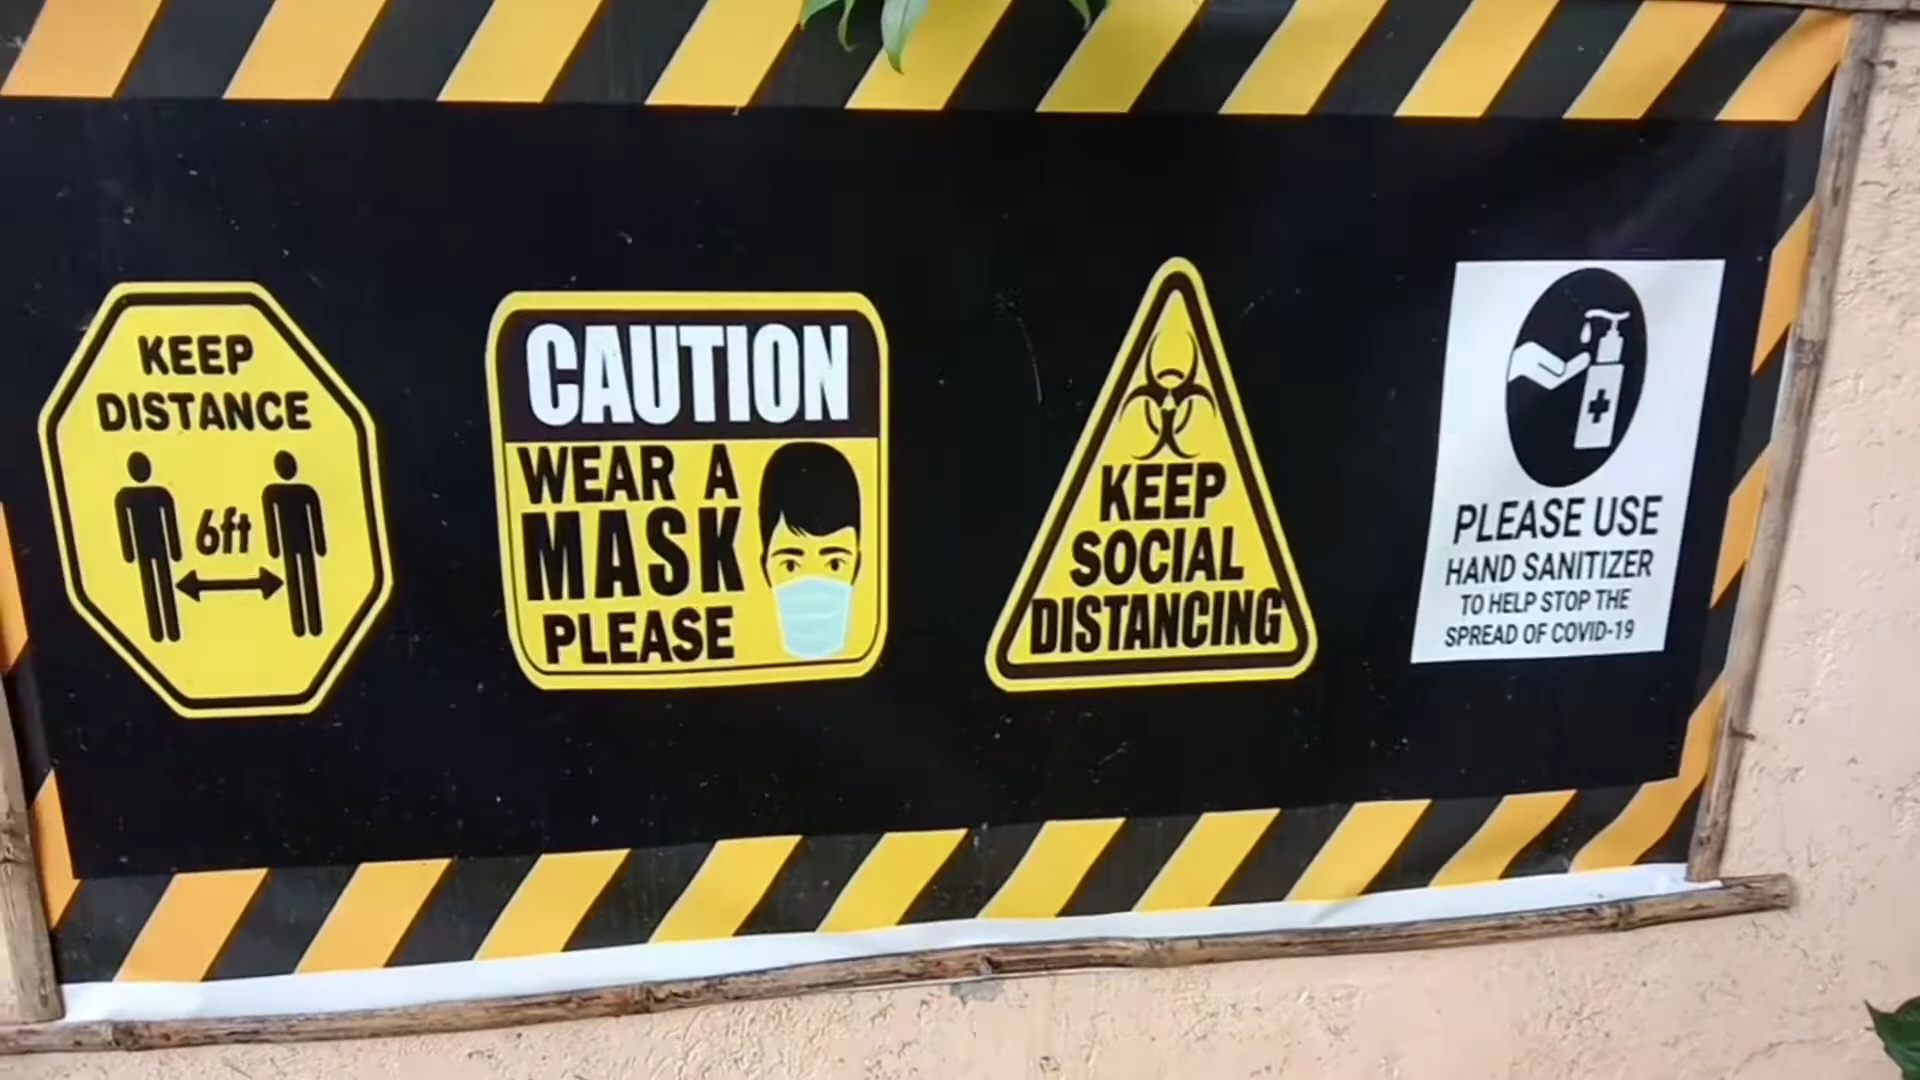 KEEP
DISTANCE
6ft
CAUTION
WEAR A
MASK
PLEASE
KEEP
SOCIAL
DISTANCING
PLEASE USE
HAND SANITIZER
TO HELP STOP THE
SPREAD OF COVID-19